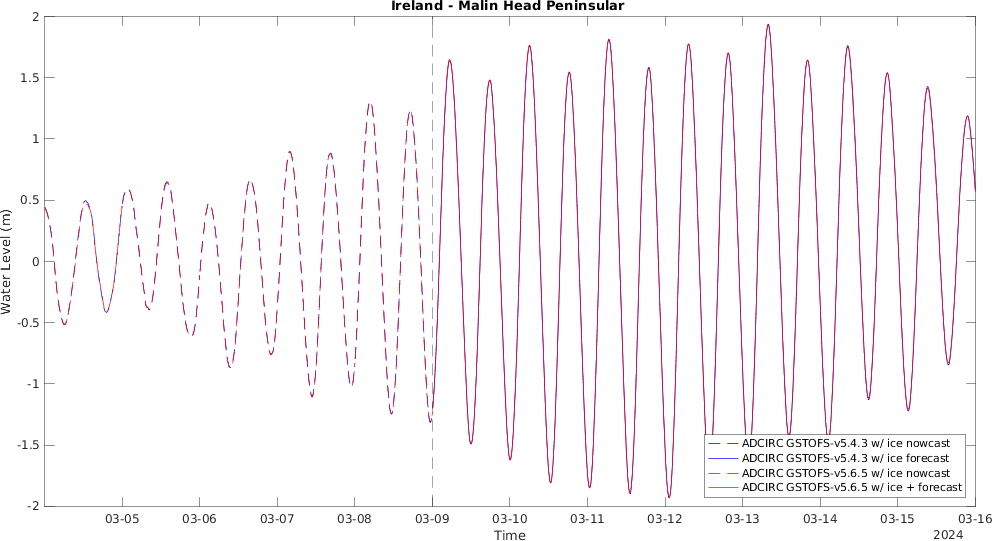 Ireland - Malin Head Peninsular
2
1.5
1
0.5
0
-0.5
-1
-1.5
-2
Water Level (m)
03-05 03-06 03-07 03-08 03-09 03-10 03-11 03-12 03-13 03-14 03-15 03-16
Time
2024
ADCIRC GSTOFS-v5.4.3 w/ ice nowcast
ADCIRC GSTOFS-v5.4.3 w/ ice forecast
ADCIRC GSTOFS-v5.6.5 w/ ice nowcast
ADCIRC GSTOFS-v5.6.5 w/ ice + forecast